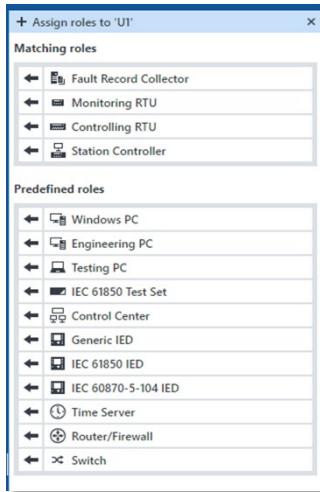 + Assign roles to 'U1' ×
Matching roles
Fault Record Collector
Monitoring RTU
Controlling RTU
Station Controller
Predefined roles
Windows PC
Engineering PC
Testing PC
IEC 61850 Test Set
Control Center
Generic IED
IEC 61850 IED
IEC 60870-5-104 IED
Time Server
Router/Firewall
Switch